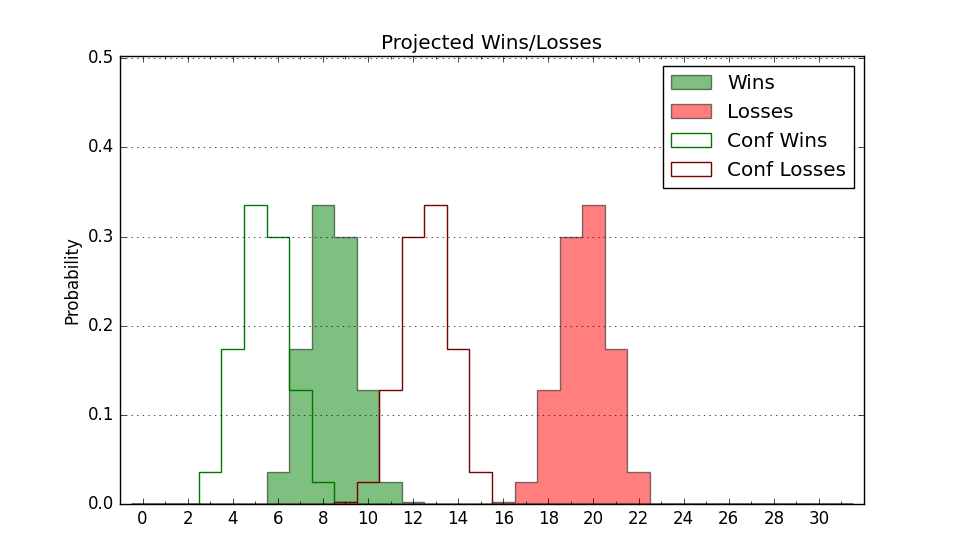 Projected Wins/Losses
0.5
0.4
0.3
0.2
0.1
0.0
Probability
Wins
Losses
Conf Wins
Conf Losses
0 2 4 6 8 10 12 14 16 18 20 22 24 26 28 30